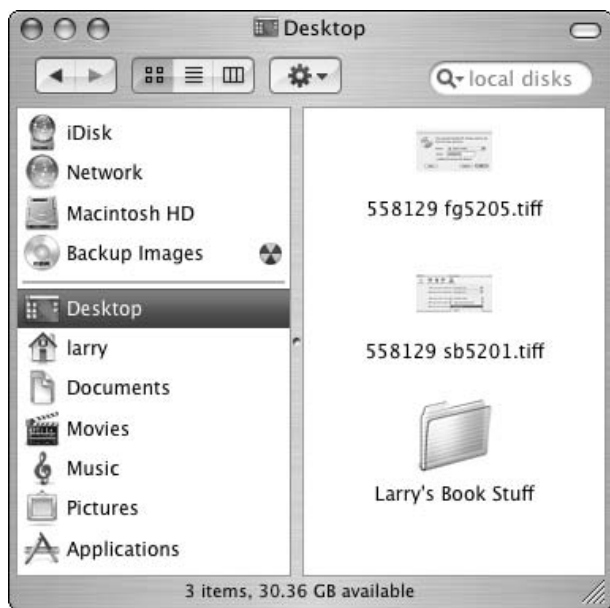 Desktop
local disks
iDisk
Network
Macintosh HD
Backup Images
Desktop
larry
Documents
Movies
Music
Pictures
Applications
558129 fg5205.tiff
558129 sb5201.tiff
Larry's Book Stuff
3 items, 30.36 GB available